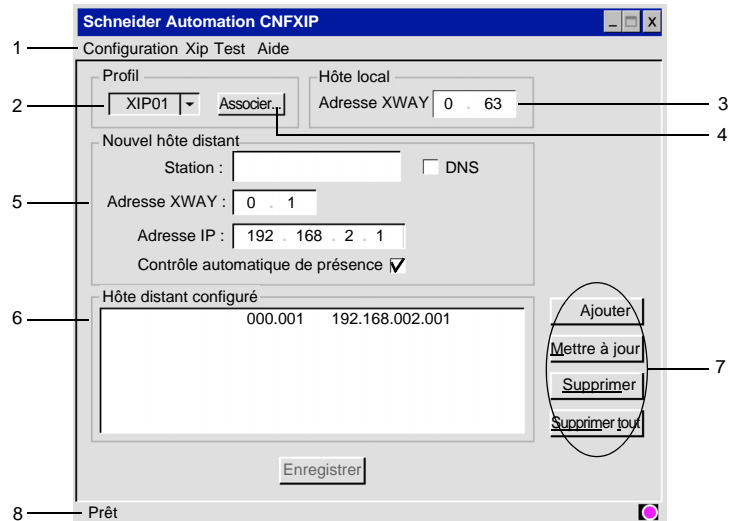 Schneider Automation CNFXIP
1 Configuration Xip Test Aide
Profil Hôte local
2 XIP01 Associer... Adresse XWAY 0 . 63 3
4
Nouvel hôte distant
Station : DNS
5 Adresse XWAY : 0 . 1
Adresse IP : 192 . 168 . 2 . 1
Contrôle automatique de présence
Hôte distant configuré
6 000.001 192.168.002.001
Ajouter
Mettre à jour
7
Supprimer
Supprimer tout
Enregistrer
8 Prêt